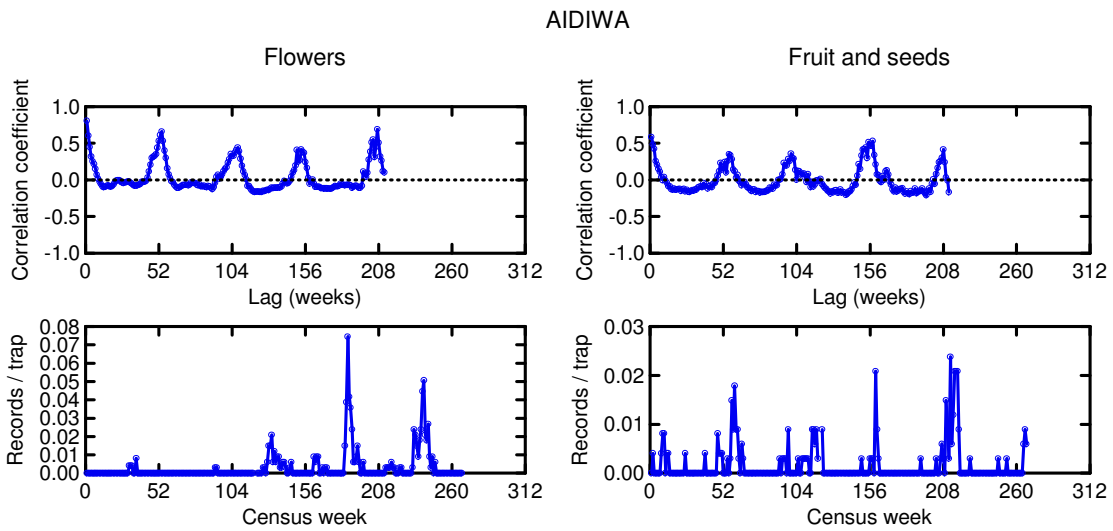 AIDIWA
Flowers
Fruit and seeds
Correlation coefficient
1.0
0.5
0.0
-0.5
-1.0
0 52 104 156 208 260 312
Lag (weeks)
Correlation coefficient
1.0
0.5
0.0
-0.5
-1.0
0 52 104 156 208 260 312
Lag (weeks)
Records / trap
0.08
0.07
0.06
0.05
0.04
0.03
0.02
0.01
0.00
0 52 104 156 208 260 312
Census week
Records / trap
0.03
0.02
0.01
0.00
0 52 104 156 208 260 312
Census week